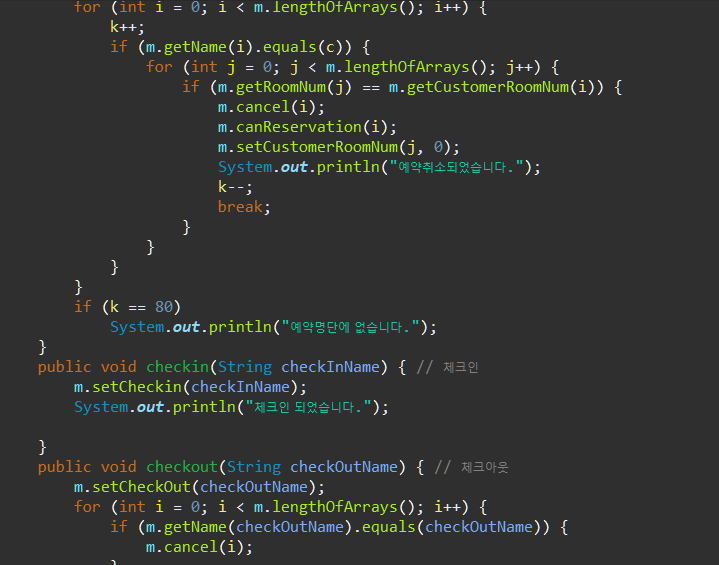 for (int i = 0; i < m.lengthOfArrays(); i++) {
k++;
if (m.getName(i).equals(c)) {
for (int j = 0; j < m.lengthOfArrays(); j++) {
if (m.getRoomNum(j) == m.getCustomerRoomNum(i)) {
m.cancel(i);
m.canReservation(i);
m.setCustomerRoomNum(j, 0);
System.out.println("예약취소되었습니다.");
k--;
break;
}
}
}
}
if (k == 80)
System.out.println("예약명단에 없습니다.");
}
public void checkin(String checkInName) { // 체크인
m.setCheckin(checkInName);
System.out.println("체크인 되었습니다.");
}
public void checkout(String checkOutName) { // 체크아웃
m.setCheckOut(checkOutName);
for (int i = 0; i < m.lengthOfArrays(); i++) {
if (m.getName(checkOutName).equals(checkOutName)) {
m.cancel(i);
}